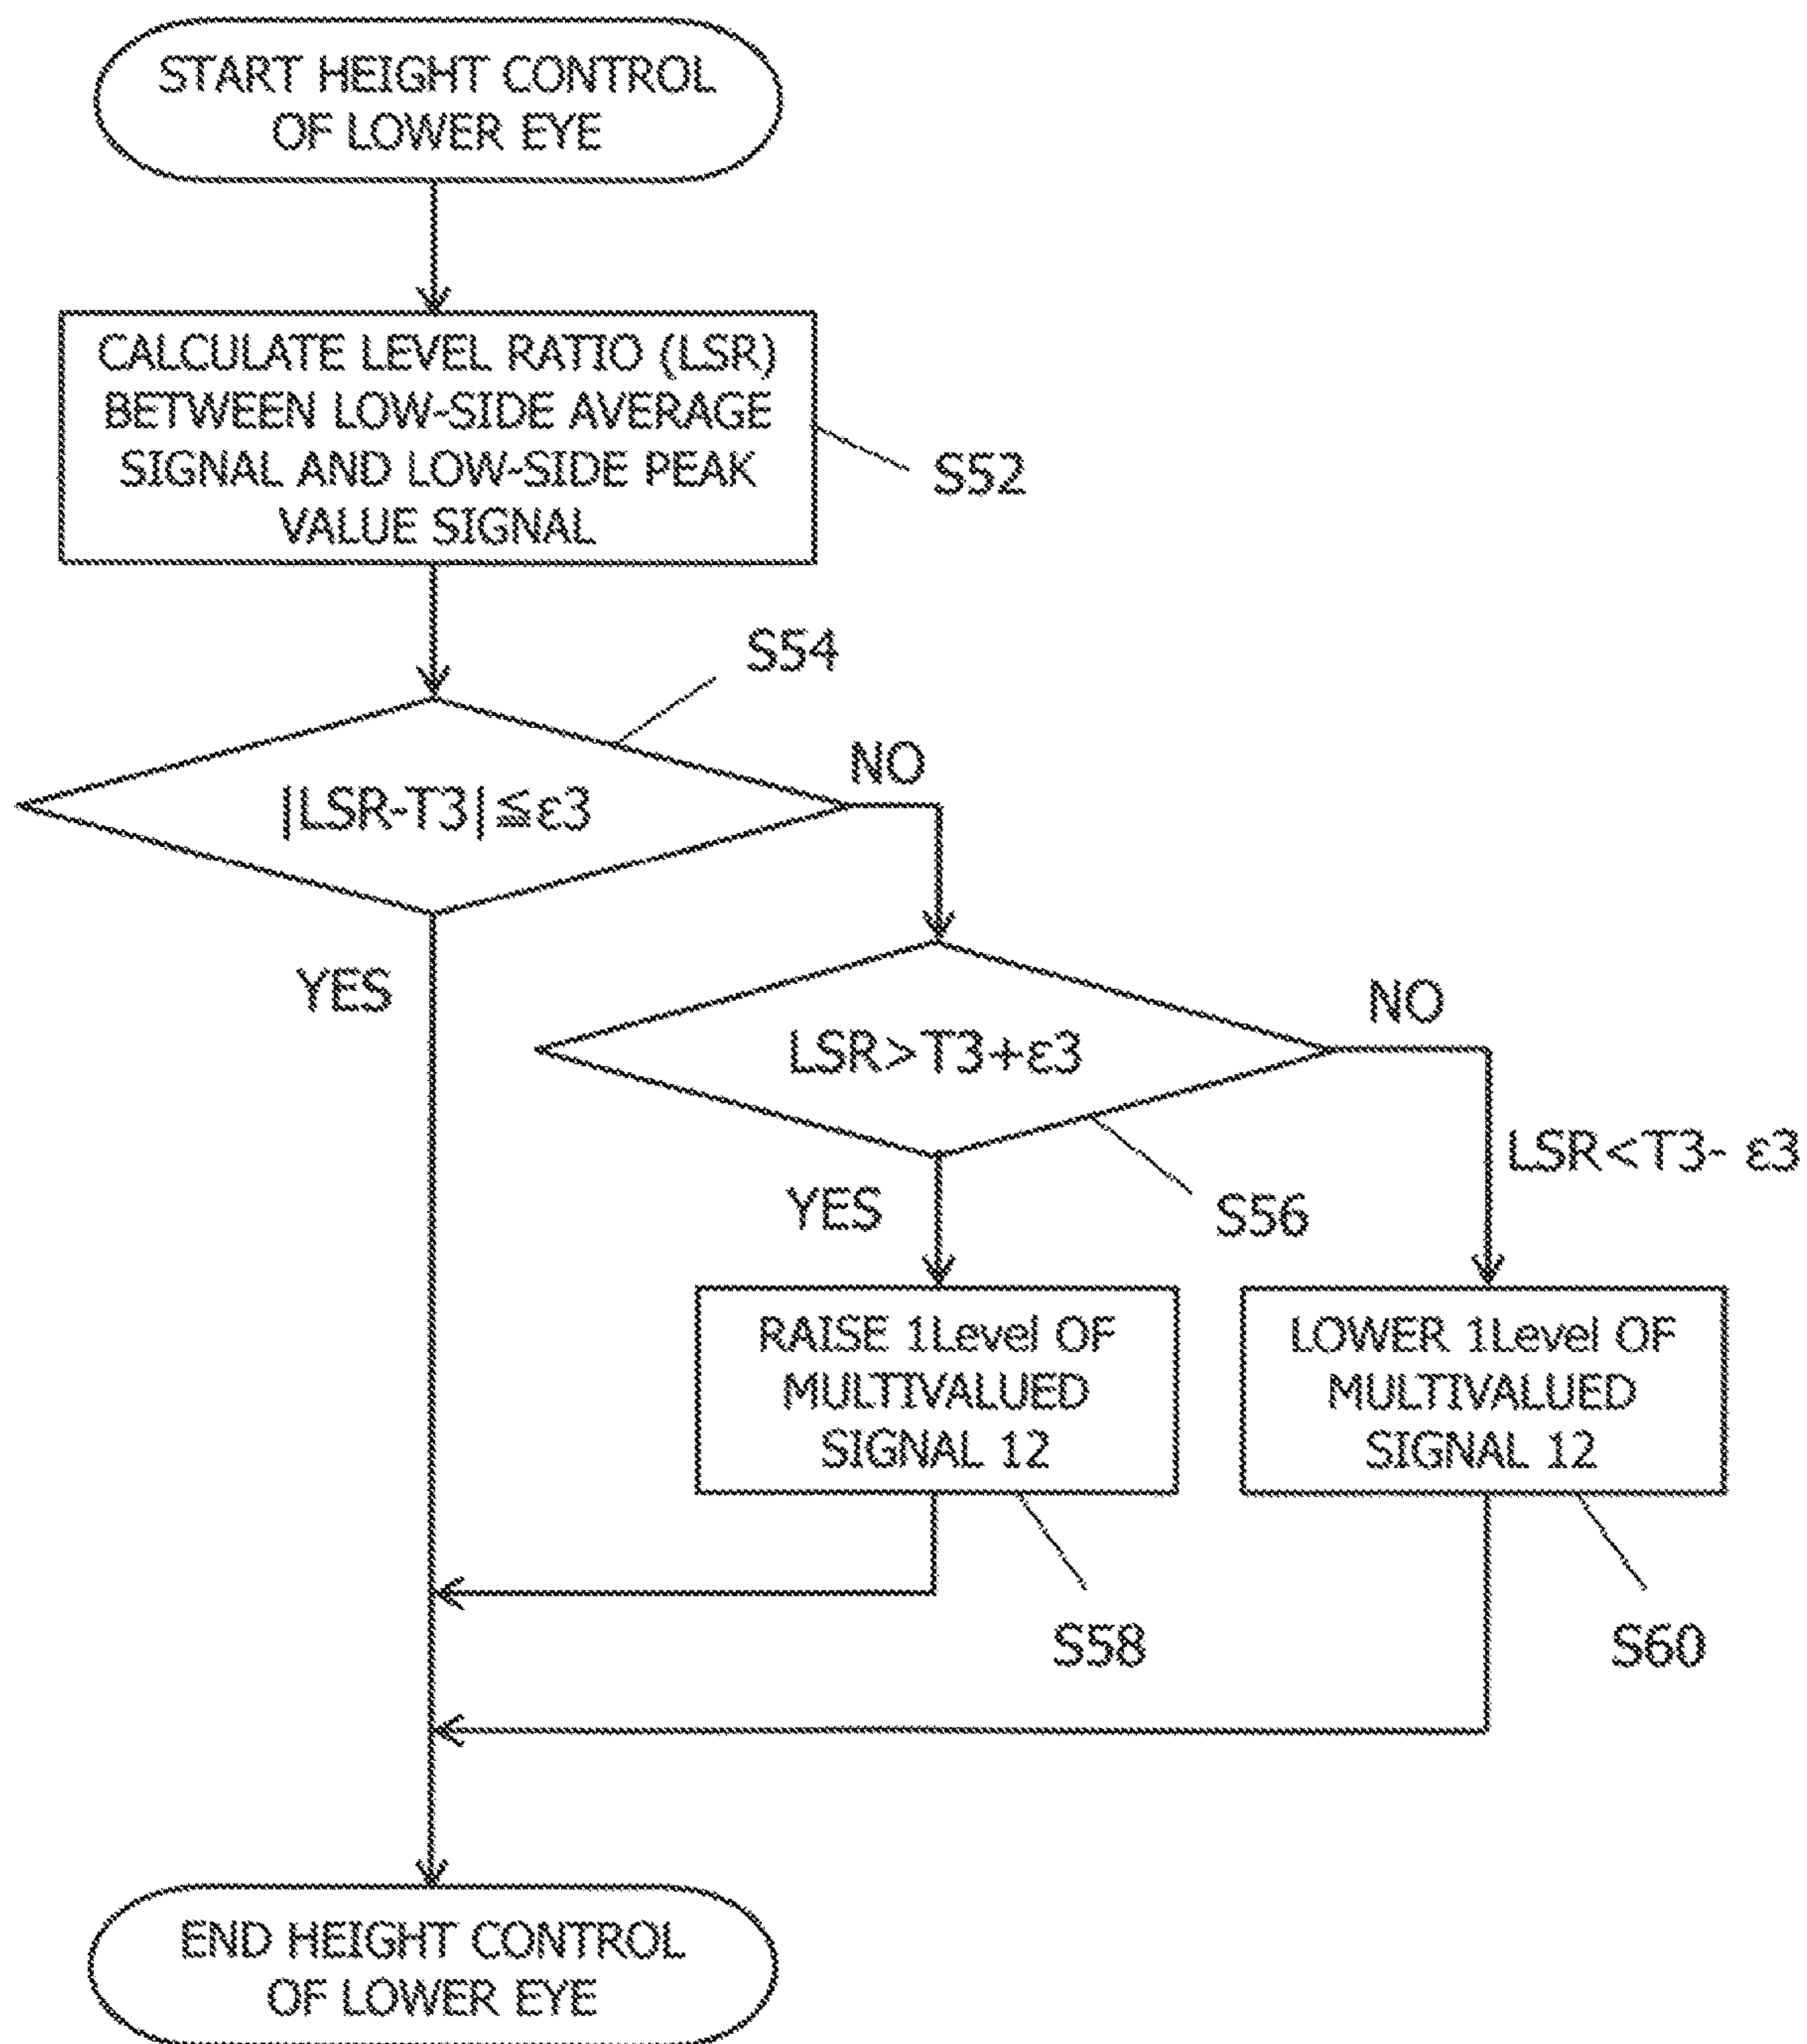 START HEIGHT CONTROL
OF LOWER EYE
CALCULATE LEVEL RATIO (LSR)
BETWEEN LOW-SIDE AVERAGE
SIGNAL AND LOW-SIDE PEAK
VALUE SIGNAL
S52
S54
|LSR-T3|≦ε3
NO
YES
LSR>T3+ε3
NO
LSR<T3- ε3
S56
YES
RAISE 1Level OF
MULTIVALUED
SIGNAL 12
LOWER 1Level OF
MULTIVALUED
SIGNAL 12
S58
S60
END HEIGHT CONTROL
OF LOWER EYE